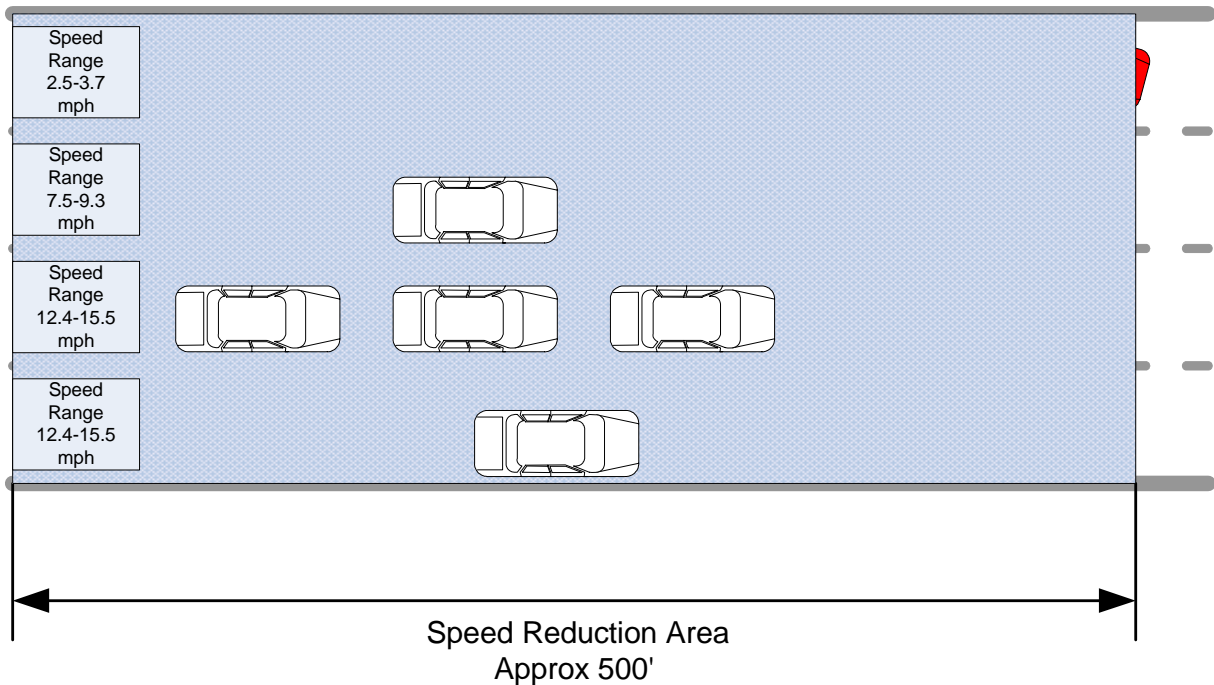 Speed
Range
2.5-3.7
mph
Speed
Range
7.5-9.3
mph
Speed
Range
12.4-15.5
mph
Speed
Range
12.4-15.5
mph
Speed Reduction Area
Approx 500'